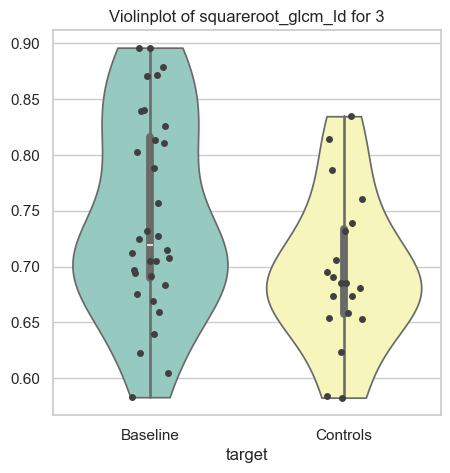 Violinplot of squareroot_glcm_Id for 3
0.90
0.85
0.80
0.75
0.70
0.65
0.60
Baseline
Controls
target